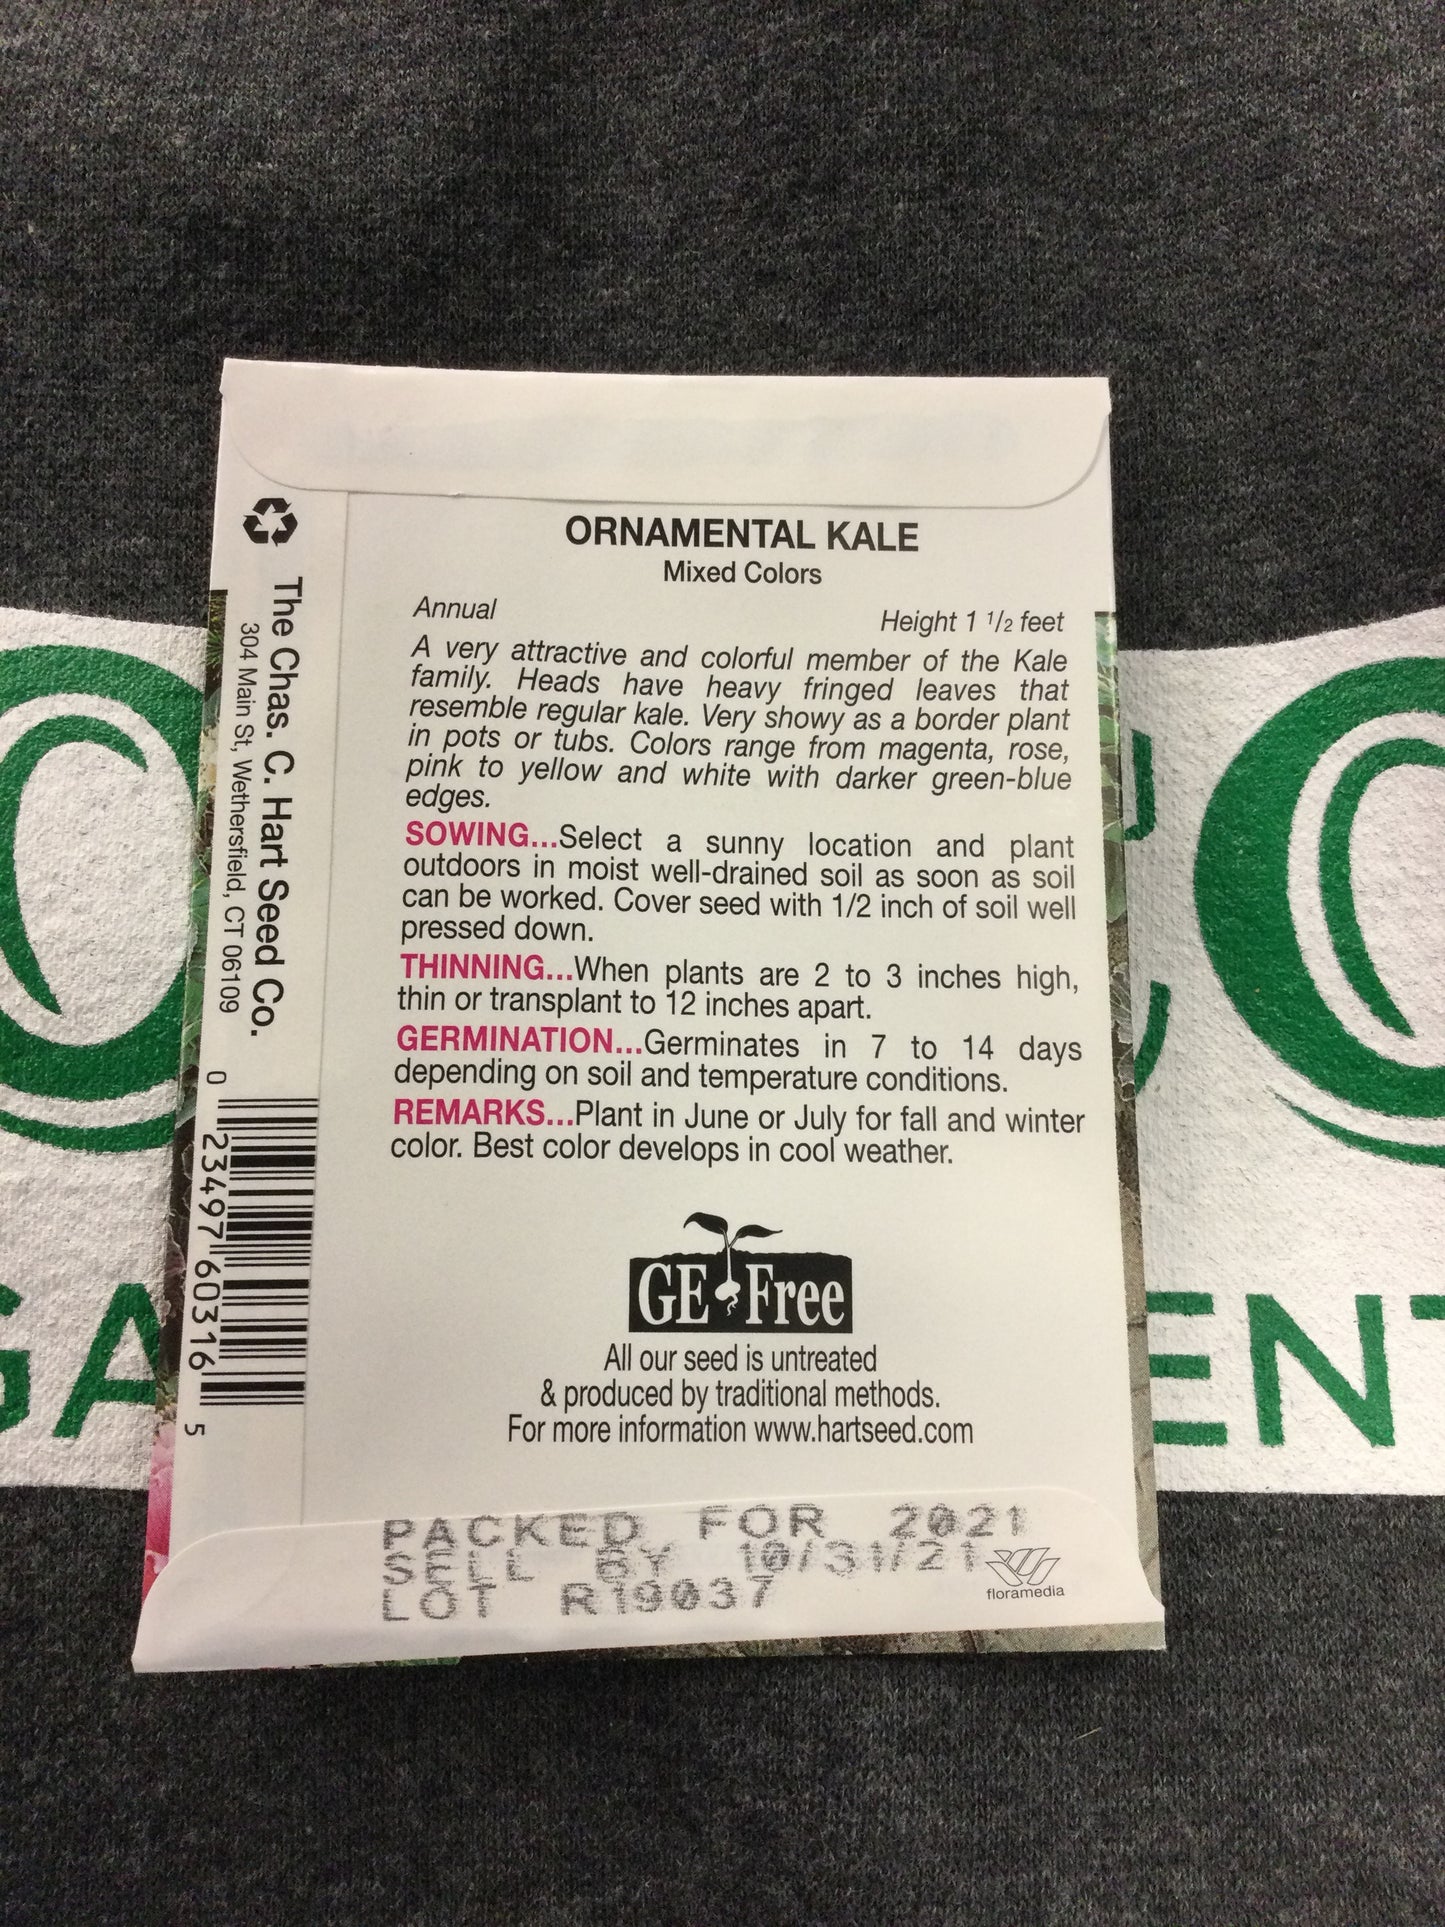 ORNAMENTAL KALE
Mixed Colors
Annual
Height 1 1/2 feet
A very attractive and colorful member of the Kale
family. Heads have heavy fringed leaves that
resemble regular kale. Very showy as a border plant
in pots or tubs. Colors range from magenta, rose,
pink to yellow and white with darker green-blue
edges.
SOWING...Select a sunny location and plant
outdoors in moist well-drained soil as soon as soil
can be worked. Cover seed with 1/2 inch of soil well
pressed down.
THINNING...When plants are 2 to 3 inches high,
thin or transplant to 12 inches apart.
GERMINATION...Germinates in 7 to 14 days
depending on soil and temperature conditions.
REMARKS...Plant in June or July for fall and winter
color. Best color develops in cool weather.
GE Free
All our seed is untreated
& produced by traditional methods.
For more information www.hartseed.com
PACKED FOR 2021
SELL BY 10/31/21
LOT R19037
floramedia
The Chas. C. Hart Seed Co.
304 Main St, Wethersfield, CT 06109
0 23497 60316 5
GA
ENT